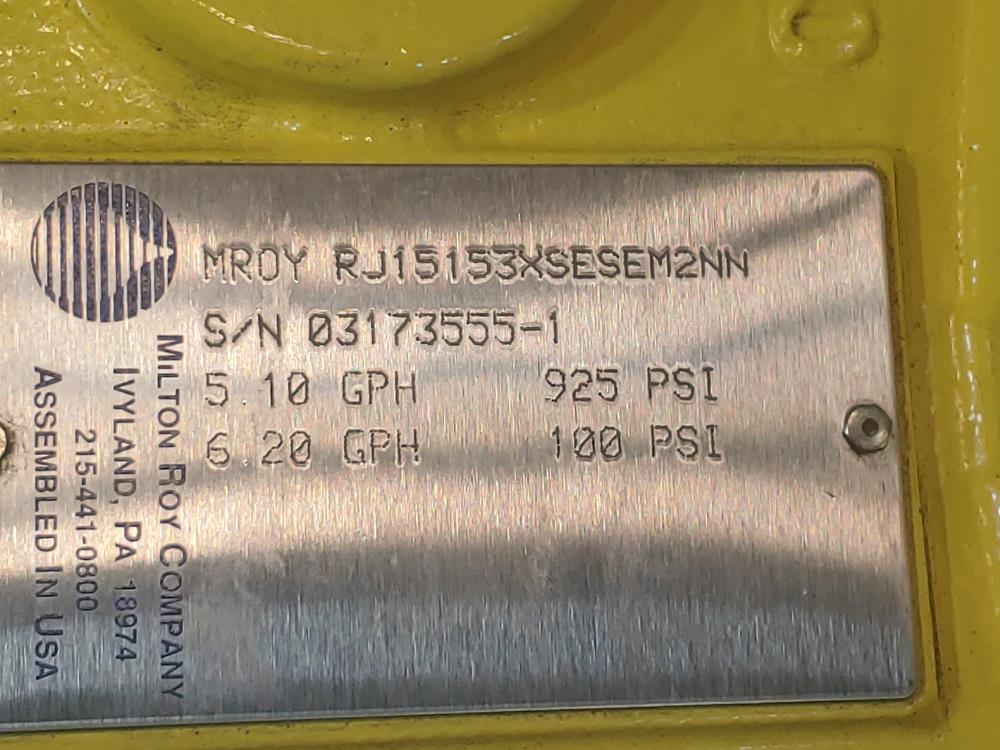 MROY RJ15153XSESEM2NN
S/N 03173555-1
5.10 GPH 925 PSI
6.20 GPH 100 PSI
MILTON ROY COMPANY
IVYLAND, PA 18974
215-441-0800
ASSEMBLED IN USA